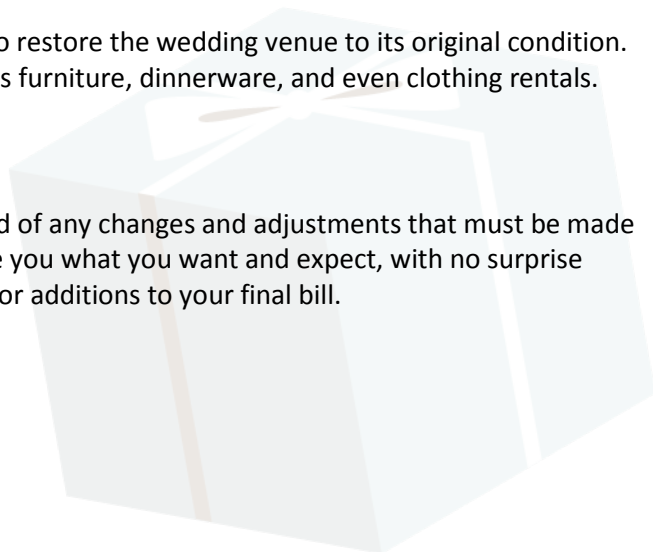 o restore the wedding venue to its original condition.
s furniture, dinnerware, and even clothing rentals.
d of any changes and adjustments that must be made
e you what you want and expect, with no surprise
or additions to your final bill.